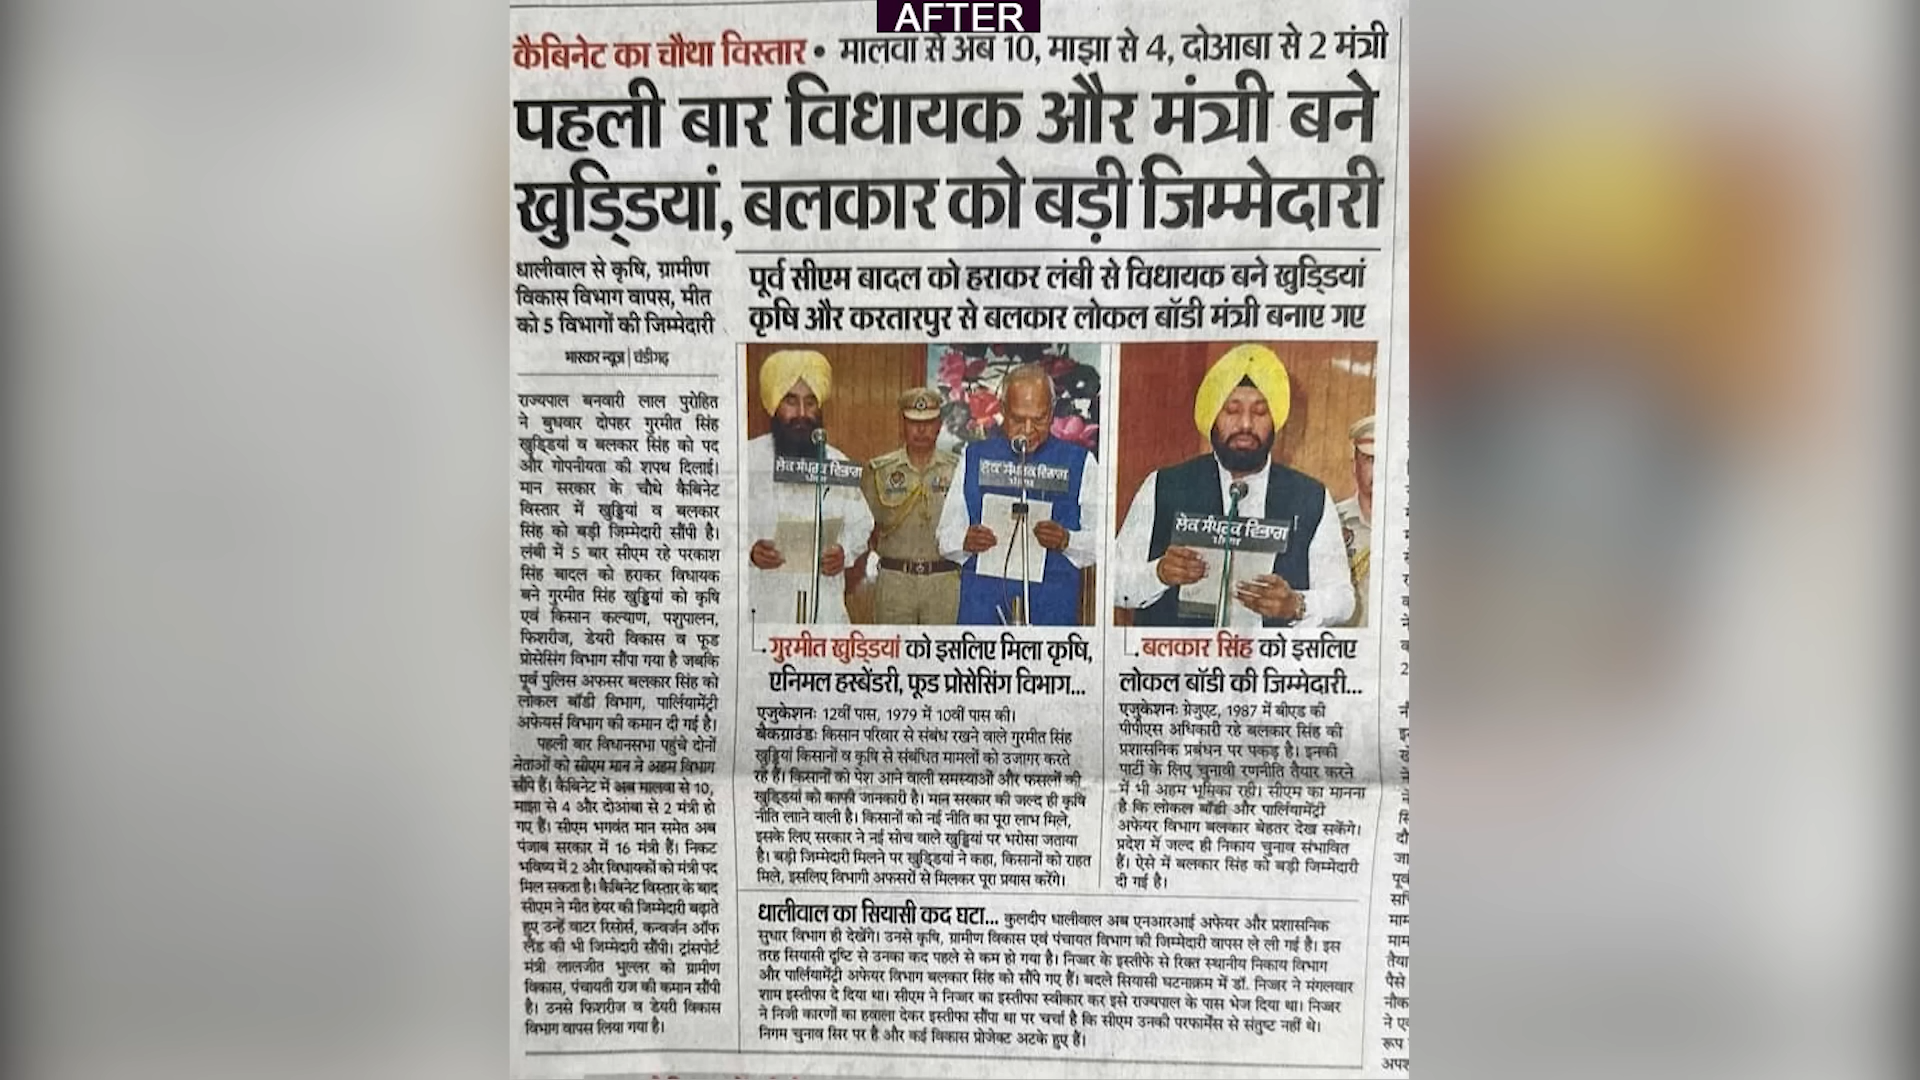 AFTER
कैबिनेट का चौथा विस्तार • मालवा से अब 10, माझा से 4, दोआबा से 2 मंत्री
पहली बार विधायक और मंत्री बने
खुड्डियां, बलकार को बड़ी जिम्मेदारी
धालीवाल से कृषि, ग्रामीण
विकास विभाग वापस, मीत
को 5 विभागों की जिम्मेदारी
भास्कर न्यूज | चंडीगढ़
राज्यपाल बनवारी लाल पुरोहित
ने बुधवार दोपहर गुरमीत सिंह
खुड्डियां व बलकार सिंह को पद
और गोपनीयता की शपथ दिलाई।
मान सरकार के चौथे कैबिनेट
विस्तार में खुड्डियां व बलकार
सिंह को बड़ी जिम्मेदारी सौंपी है।
लंबी में 5 बार सीएम रहे परकाश
सिंह बादल को हराकर विधायक
बने गुरमीत सिंह खुड्डियां को कृषि
एवं किसान कल्याण, पशुपालन,
फिशरीज, डेयरी विकास व फूड
प्रोसेसिंग विभाग सौंपा गया है जबकि
पूर्व पुलिस अफसर बलकार सिंह को
लोकल बॉडी विभाग, पार्लियामेंट्री
अफेयर्स विभाग की कमान दी गई है।
पहली बार विधानसभा पहुंचे दोनों
नेताओं को सीएम मान ने अहम विभाग
सौंपे हैं। कैबिनेट में अब मालवा से 10,
माझा से 4 और दोआबा से 2 मंत्री हो
गए हैं। सीएम भगवंत मान समेत अब
पंजाब सरकार में 16 मंत्री हैं। निकट
भविष्य में 2 और विधायकों को मंत्री पद
मिल सकता है। कैबिनेट विस्तार के बाद
सीएम ने मीत हेयर की जिम्मेदारी बढ़ाते
हुए उन्हें वाटर रिसोर्स, कन्वर्जन ऑफ
लैंड की भी जिम्मेदारी सौंपी। ट्रांसपोर्ट
मंत्री लालजीत भुल्लर को ग्रामीण
विकास, पंचायती राज की कमान सौंपी
है। उनसे फिशरीज व डेयरी विकास
विभाग वापस लिया गया है।
पूर्व सीएम बादल को हराकर लंबी से विधायक बने खुड्डियां
कृषि और करतारपुर से बलकार लोकल बॉडी मंत्री बनाए गए
ਲੋਕ ਸੰਪਰਕ ਵਿਭਾਗ
ਪੰਜਾਬ
ਲੋਕ ਸੰਪਰਕ ਵਿਭਾਗ
ਪੰਜਾਬ
ਲੋਕ ਸੰਪਰਕ ਵਿਭਾਗ
ਪੰਜਾਬ
गुरमीत खुड्डियां को इसलिए मिला कृषि,
एनिमल हस्बेंडरी, फूड प्रोसेसिंग विभाग...
एजुकेशनः 12वीं पास, 1979 में 10वीं पास की।
बैकग्राउंडः किसान परिवार से संबंध रखने वाले गुरमीत सिंह
खुड्डियां किसानों व कृषि से संबंधित मामलों को उजागर करते
रहे हैं। किसानों को पेश आने वाली समस्याओं और फसलों की
खुड्डियां को काफी जानकारी है। मान सरकार की जल्द ही कृषि
नीति लाने वाली है। किसानों को नई नीति का पूरा लाभ मिले,
इसके लिए सरकार ने नई सोच वाले खुड्डियां पर भरोसा जताया
है। बड़ी जिम्मेदारी मिलने पर खुड्डियां ने कहा, किसानों को राहत
मिले, इसलिए विभागी अफसरों से मिलकर पूरा प्रयास करेंगे।
बलकार सिंह को इसलिए
लोकल बॉडी की जिम्मेदारी...
एजुकेशनः ग्रेजुएट, 1987 में बीएड की
पीपीएस अधिकारी रहे बलकार सिंह की
प्रशासनिक प्रबंधन पर पकड़ है। इनकी
पार्टी के लिए चुनावी रणनीति तैयार करने
में भी अहम भूमिका रही। सीएम का मानना
है कि लोकल बॉडी और पार्लियामेंट्री
अफेयर विभाग बलकार बेहतर देख सकेंगे।
प्रदेश में जल्द ही निकाय चुनाव संभावित
हैं। ऐसे में बलकार सिंह को बड़ी जिम्मेदारी
दी गई है।
धालीवाल का सियासी कद घटा... कुलदीप धालीवाल अब एनआरआई अफेयर और प्रशासनिक
सुधार विभाग ही देखेंगे। उनसे कृषि, ग्रामीण विकास एवं पंचायत विभाग की जिम्मेदारी वापस ले ली गई है। इस
तरह सियासी दृष्टि से उनका कद पहले से कम हो गया है। निज्जर के इस्तीफे से रिक्त स्थानीय निकाय विभाग
और पार्लियामेंट्री अफेयर विभाग बलकार सिंह को सौंपे गए हैं। बदले सियासी घटनाक्रम में डॉ. निज्जर ने मंगलवार
शाम इस्तीफा दे दिया था। सीएम ने निज्जर का इस्तीफा स्वीकार कर इसे राज्यपाल के पास भेज दिया था। निज्जर
ने निजी कारणों का हवाला देकर इस्तीफा सौंपा था पर चर्चा है कि सीएम उनकी परफार्मेंस से संतुष्ट नहीं थे।
निगम चुनाव सिर पर है और कई विकास प्रोजेक्ट अटके हुए हैं।